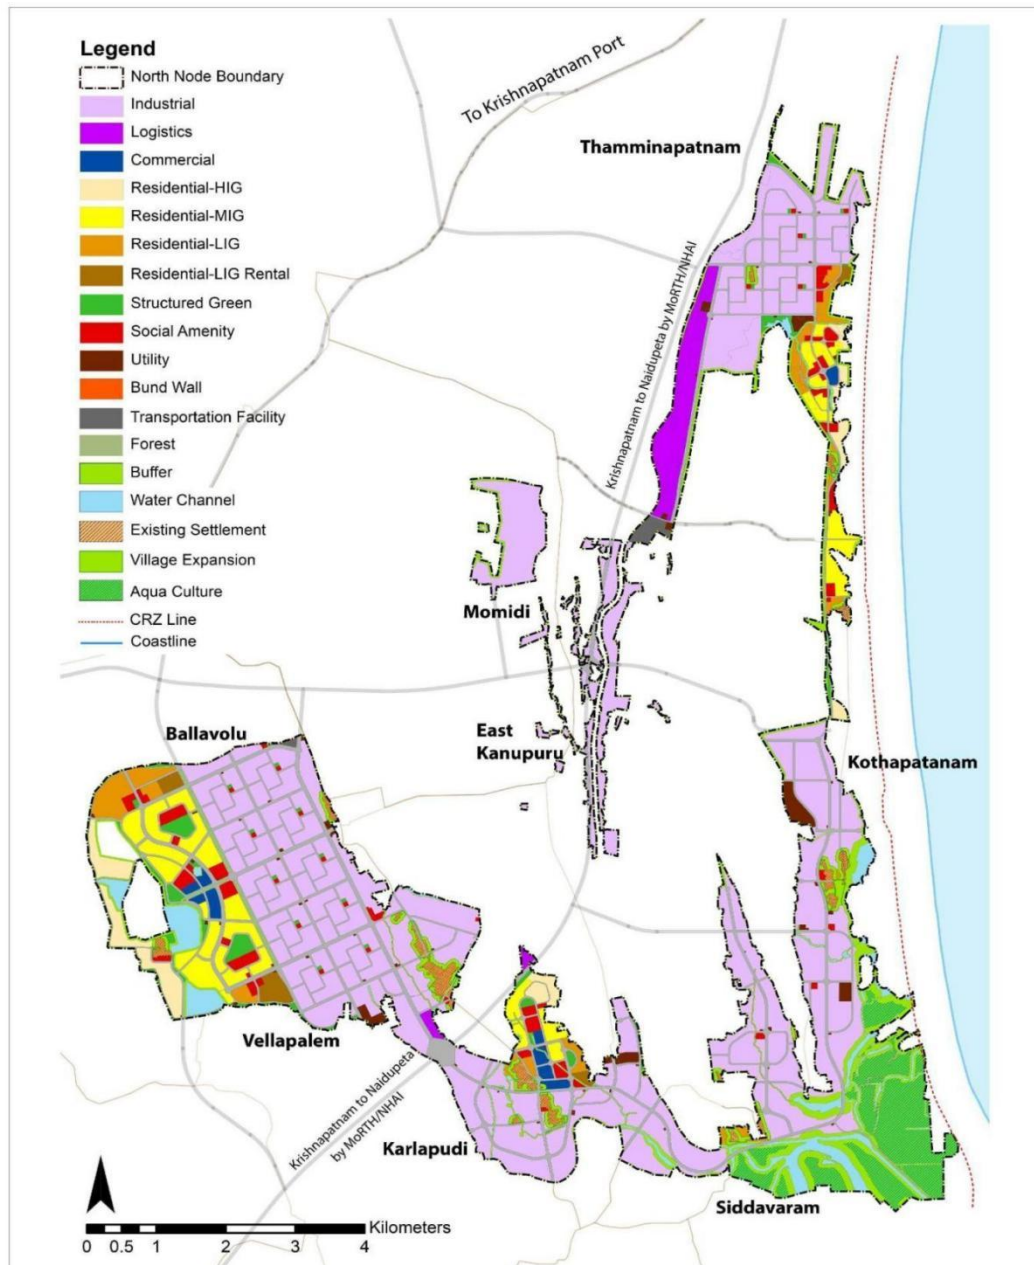 Legend
North Node Boundary
Industrial
Logistics
Commercial
Residential-HIG
Residential-MIG
Residential-LIG
Residential-LIG Rental
Structured Green
Social Amenity
Utility
Bund Wall
Transportation Facility
Forest
Buffer
Water Channel
Existing Settlement
Village Expansion
Aqua Culture
CRZ Line
Coastline
To Krishnapatnam Port
Thamminapatnam
Krishnapatnam to Naidupeta by MoRTH/NHAI
Momidi
East
Kanupuru
Ballavolu
Kothapatanam
Vellapalem
Krishnapatnam to Naidupeta
by MoRTH/NHAI
Karlapudi
Siddavaram
Kilometers
0 0.5 1 2 3 4